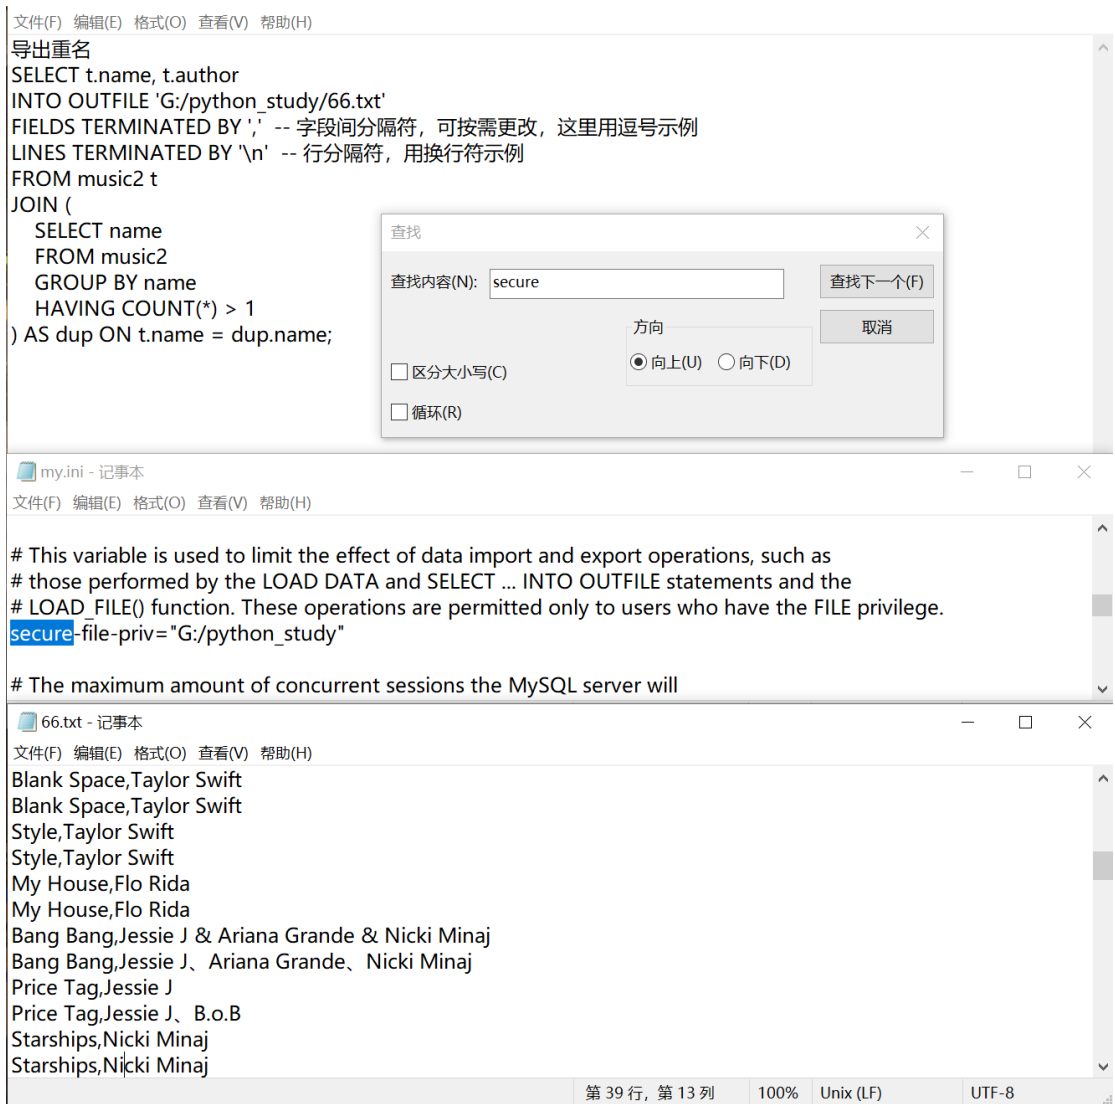 文件(F) 编辑(E) 格式(O) 查看(V) 帮助(H)
导出重名
SELECT t.name, t.author
INTO OUTFILE 'G:/python_study/66.txt'
FIELDS TERMINATED BY ','  -- 字段间分隔符，可按需更改，这里用逗号示例
LINES TERMINATED BY '\n'  -- 行分隔符，用换行符示例
FROM music2 t
JOIN (
    SELECT name
    FROM music2
    GROUP BY name
    HAVING COUNT(*) > 1
) AS dup ON t.name = dup.name;
查找
查找内容(N): secure 查找下一个(F)
方向 取消
向上(U) 向下(D)
区分大小写(C)
循环(R)
my.ini - 记事本
文件(F) 编辑(E) 格式(O) 查看(V) 帮助(H)
# This variable is used to limit the effect of data import and export operations, such as
# those performed by the LOAD DATA and SELECT ... INTO OUTFILE statements and the
# LOAD_FILE() function. These operations are permitted only to users who have the FILE privilege.
secure-file-priv="G:/python_study"
# The maximum amount of concurrent sessions the MySQL server will
66.txt - 记事本
文件(F) 编辑(E) 格式(O) 查看(V) 帮助(H)
Blank Space,Taylor Swift
Blank Space,Taylor Swift
Style,Taylor Swift
Style,Taylor Swift
My House,Flo Rida
My House,Flo Rida
Bang Bang,Jessie J & Ariana Grande & Nicki Minaj
Bang Bang,Jessie J、Ariana Grande、Nicki Minaj
Price Tag,Jessie J
Price Tag,Jessie J、B.o.B
Starships,Nicki Minaj
Starships,Nicki Minaj
第 39 行，第 13 列 100% Unix (LF) UTF-8